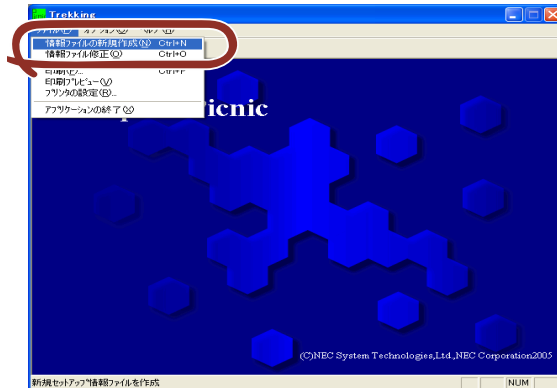 Trekking
ファイル(F) オプション(O) ヘルプ(H)
情報ファイルの新規作成(N) Ctrl+N
情報ファイル修正(O) Ctrl+O
印刷(P)... Ctrl+P
印刷プレビュー(V)
プリンタの設定(R)...
アプリケーションの終了(X)
icnic
(C)NEC System Technologies,Ltd.,NEC Corporation2005
新規セットアップ情報ファイルを作成
NUM